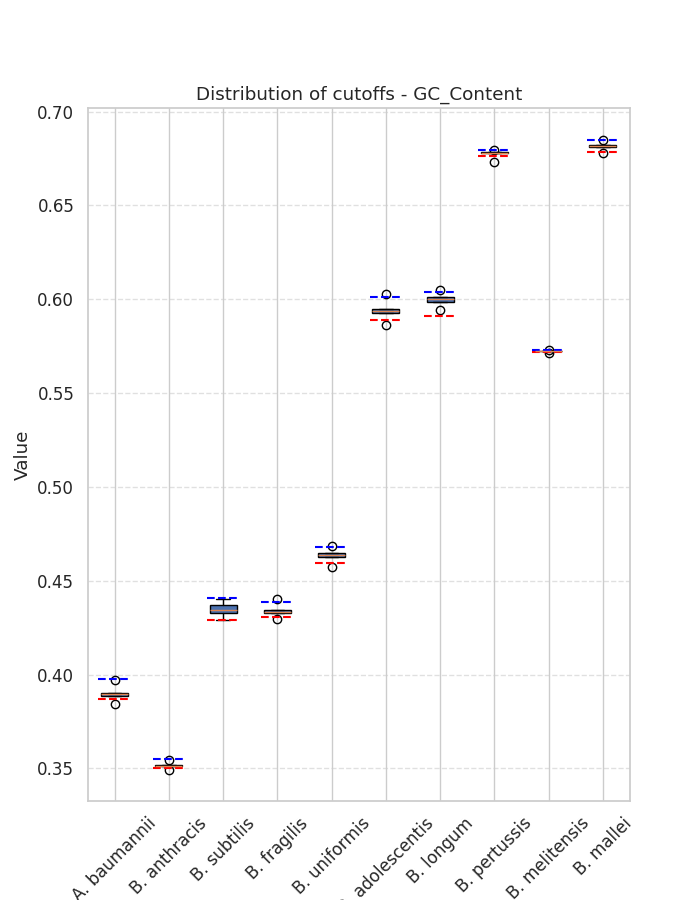 Distribution of cutoffs - GC_Content
0.70
0.65
0.60
0.55
0.50
0.45
0.40
0.35
Value
A. baumannii
B. anthracis
B. subtilis
B. fragilis
B. uniformis
. adolescentis
B. longum
B. pertussis
B. melitensis
B. mallei